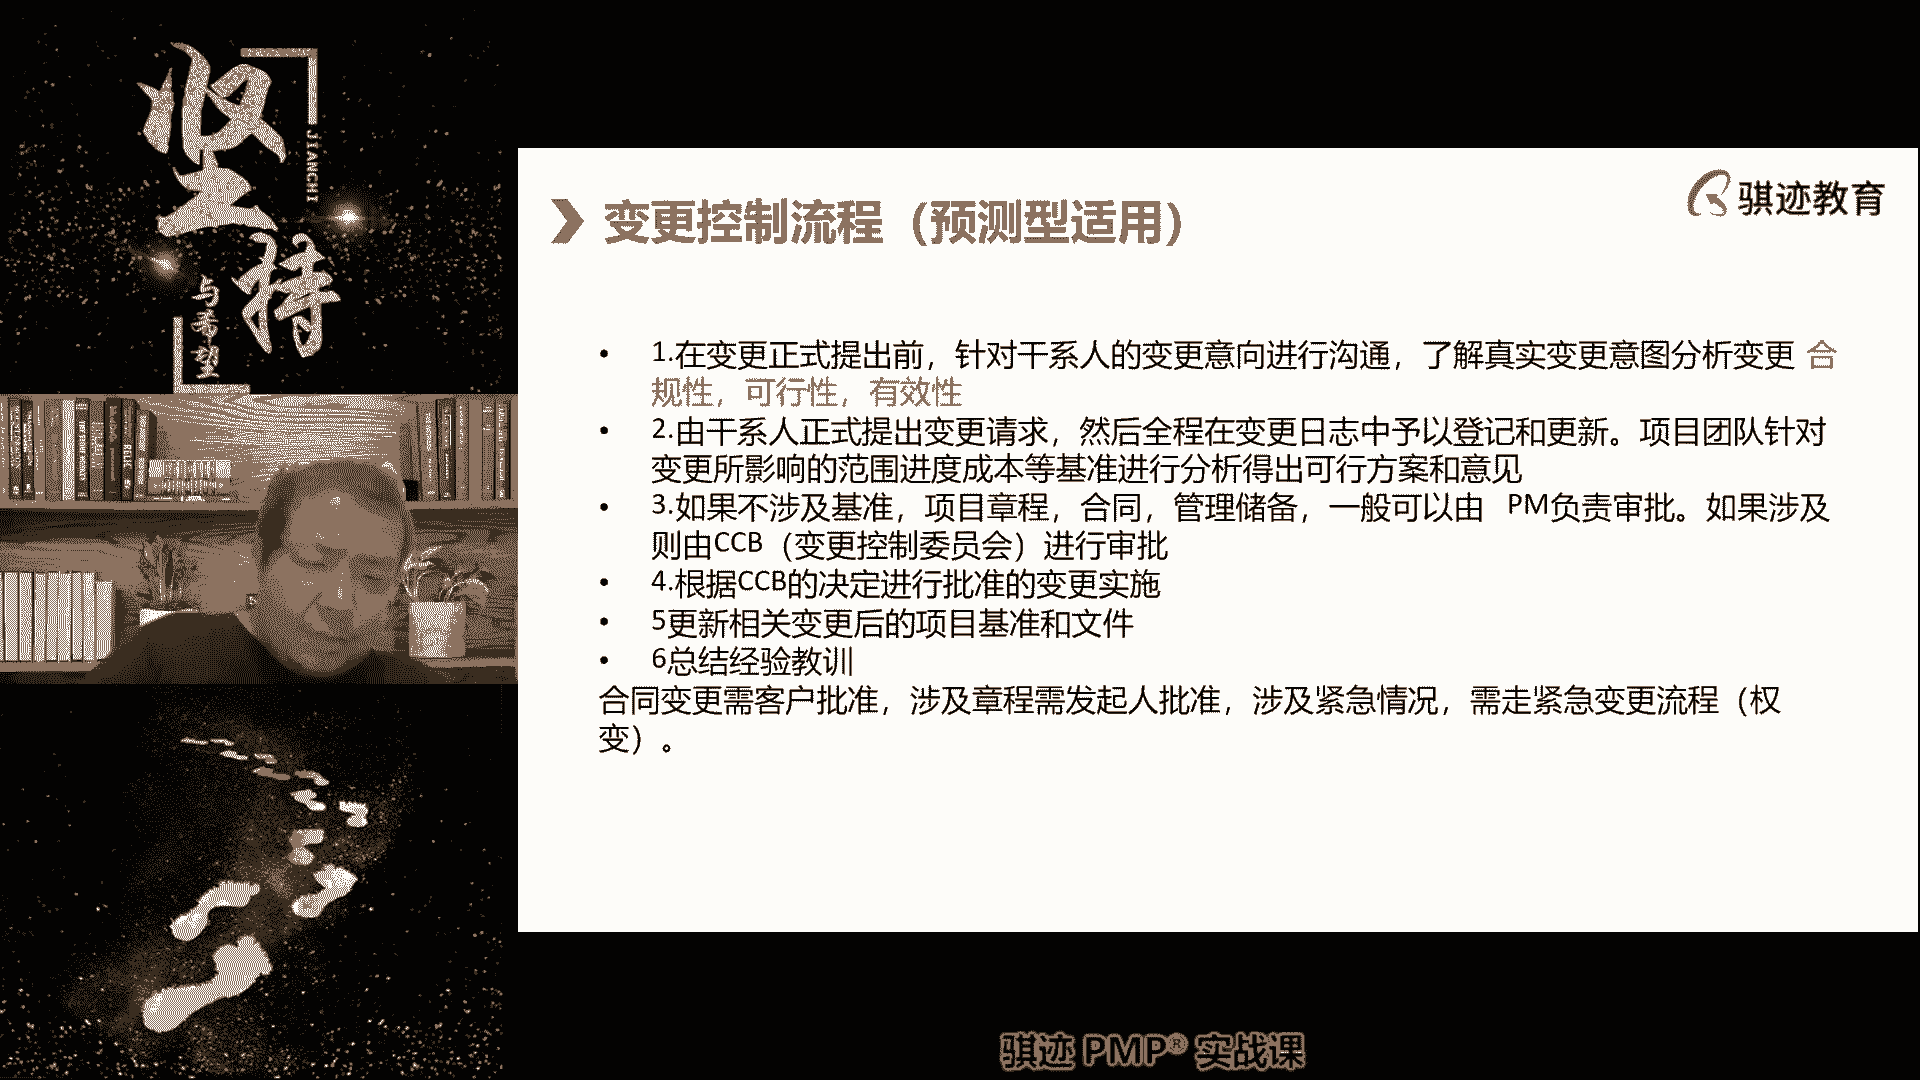 坚持
JIANCHI
与希望
骐迹教育
变更控制流程（预测型适用）
• 1.在变更正式提出前，针对干系人的变更意向进行沟通，了解真实变更意图分析变更 合
规性，可行性，有效性
• 2.由干系人正式提出变更请求，然后全程在变更日志中予以登记和更新。项目团队针对
变更所影响的范围进度成本等基准进行分析得出可行方案和意见
• 3.如果不涉及基准，项目章程，合同，管理储备，一般可以由 PM负责审批。如果涉及
则由CCB（变更控制委员会）进行审批
• 4.根据CCB的决定进行批准的变更实施
• 5更新相关变更后的项目基准和文件
• 6总结经验教训
合同变更需客户批准，涉及章程需发起人批准，涉及紧急情况，需走紧急变更流程（权
变）。
骐迹 PMP® 实战课